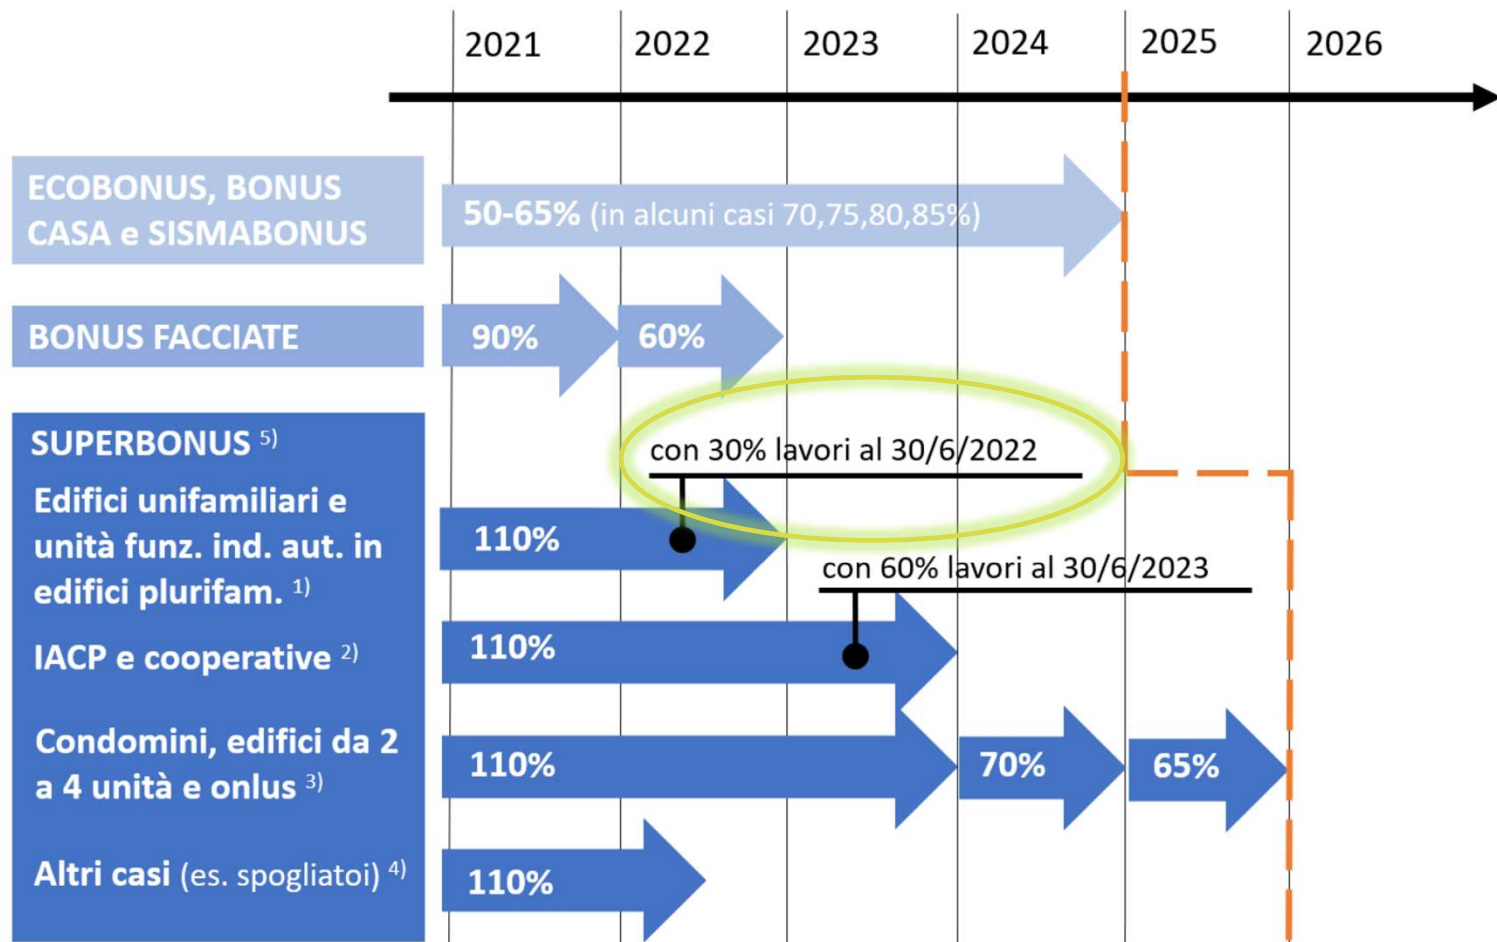 2021 2022 2023 2024 2025 2026
ECOBONUS, BONUS
CASA e SISMABONUS
50-65% (in alcuni casi 70,75,80,85%)
BONUS FACCIATE
90% 60%
SUPERBONUS 5)
con 30% lavori al 30/6/2022
Edifici unifamiliari e
unità funz. ind. aut. in
edifici plurifam. 1)
110%
con 60% lavori al 30/6/2023
IACP e cooperative 2)
110%
Condomini, edifici da 2
a 4 unità e onlus 3)
110% 70% 65%
Altri casi (es. spogliatoi) 4)
110%